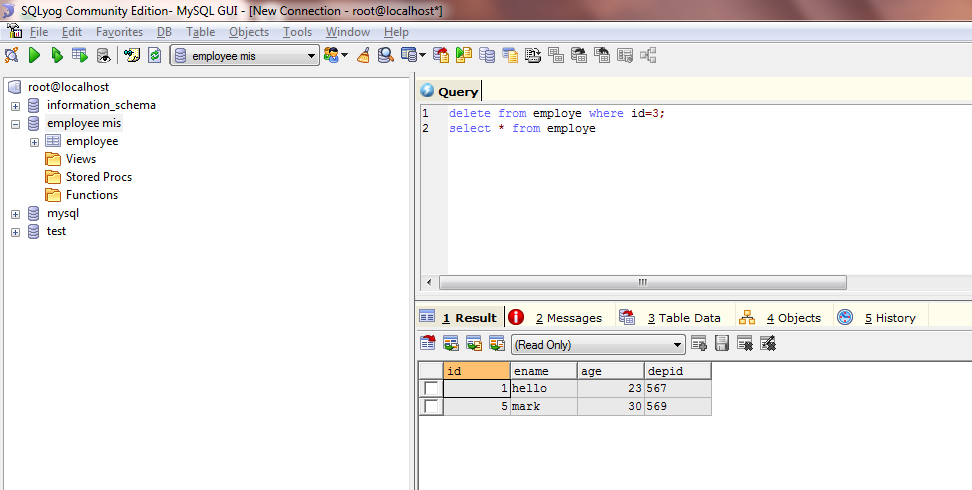 SQLyog Community Edition- MySQL GUI - [New Connection - root@localhost*]
File Edit Favorites DB Table Objects Tools Window Help
employee mis
root@localhost
information_schema
employee mis
employee
Views
Stored Procs
Functions
mysql
test
Query
1 delete from employe where id=3;
2 select * from employe
1 Result 2 Messages 3 Table Data 4 Objects 5 History
(Read Only)
id ename age depid
1 hello 23 567
5 mark 30 569